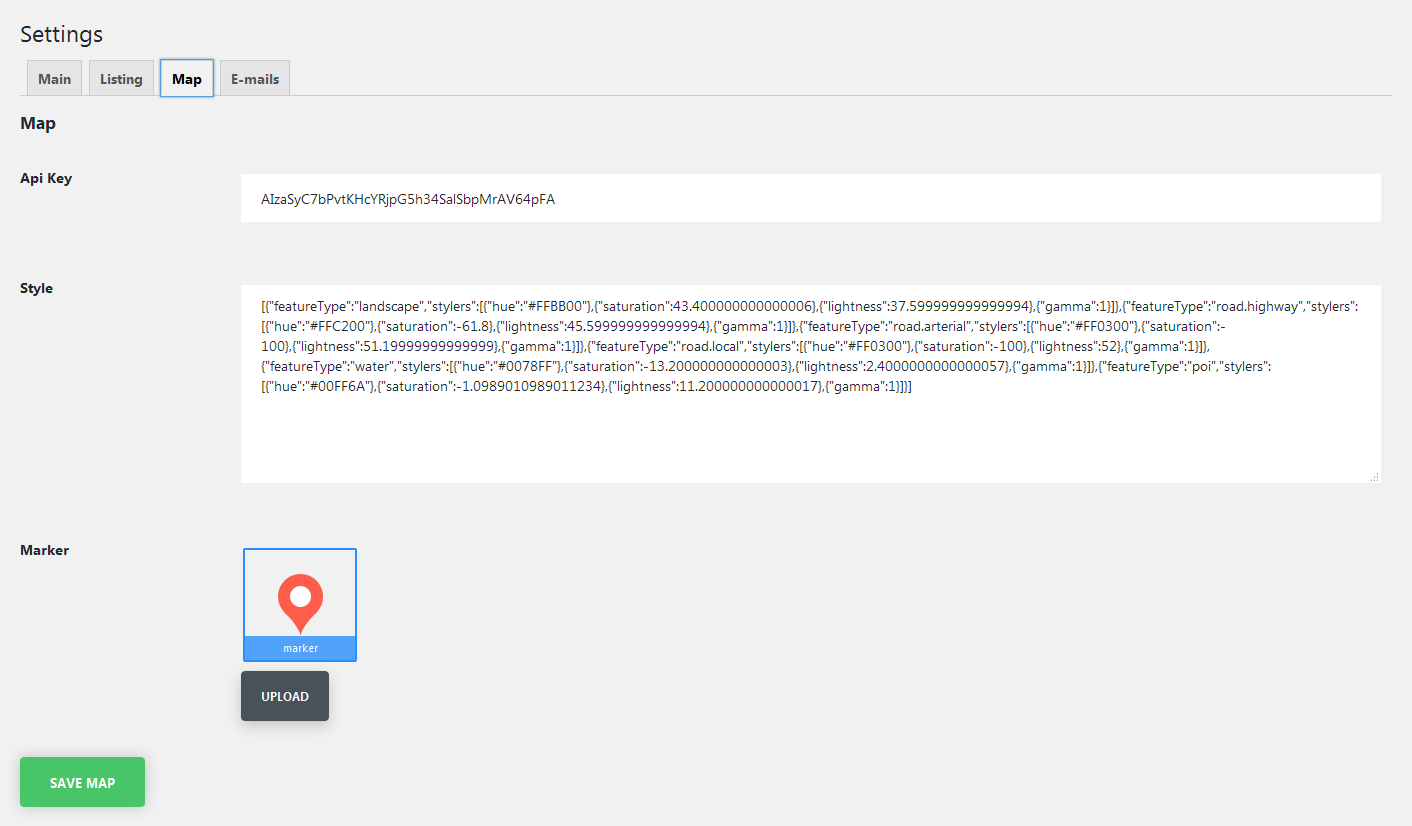 Settings
Main Listing Map E-mails
Map
Api Key
AIzaSyC7bPvtKHcYRjpG5h34SalSbpMrAV64pFA
Style
[{"featureType":"landscape","stylers":[{"hue":"#FFBB00"},{"saturation":43.400000000000006},{"lightness":37.599999999999994},{"gamma":1}]},{"featureType":"road.highway","stylers":
[{"hue":"#FFC200"},{"saturation":-61.8},{"lightness":45.599999999999994},{"gamma":1}]},{"featureType":"road.arterial","stylers":[{"hue":"#FF0300"},{"saturation":-
100},{"lightness":51.19999999999999},{"gamma":1}]},{"featureType":"road.local","stylers":[{"hue":"#FF0300"},{"saturation":-100},{"lightness":52},{"gamma":1}]},
{"featureType":"water","stylers":[{"hue":"#0078FF"},{"saturation":-13.200000000000003},{"lightness":2.4000000000000057},{"gamma":1}]},{"featureType":"poi","stylers":
[{"hue":"#00FF6A"},{"saturation":-1.0989010989011234},{"lightness":11.200000000000017},{"gamma":1}]}]
Marker
marker
UPLOAD
SAVE MAP